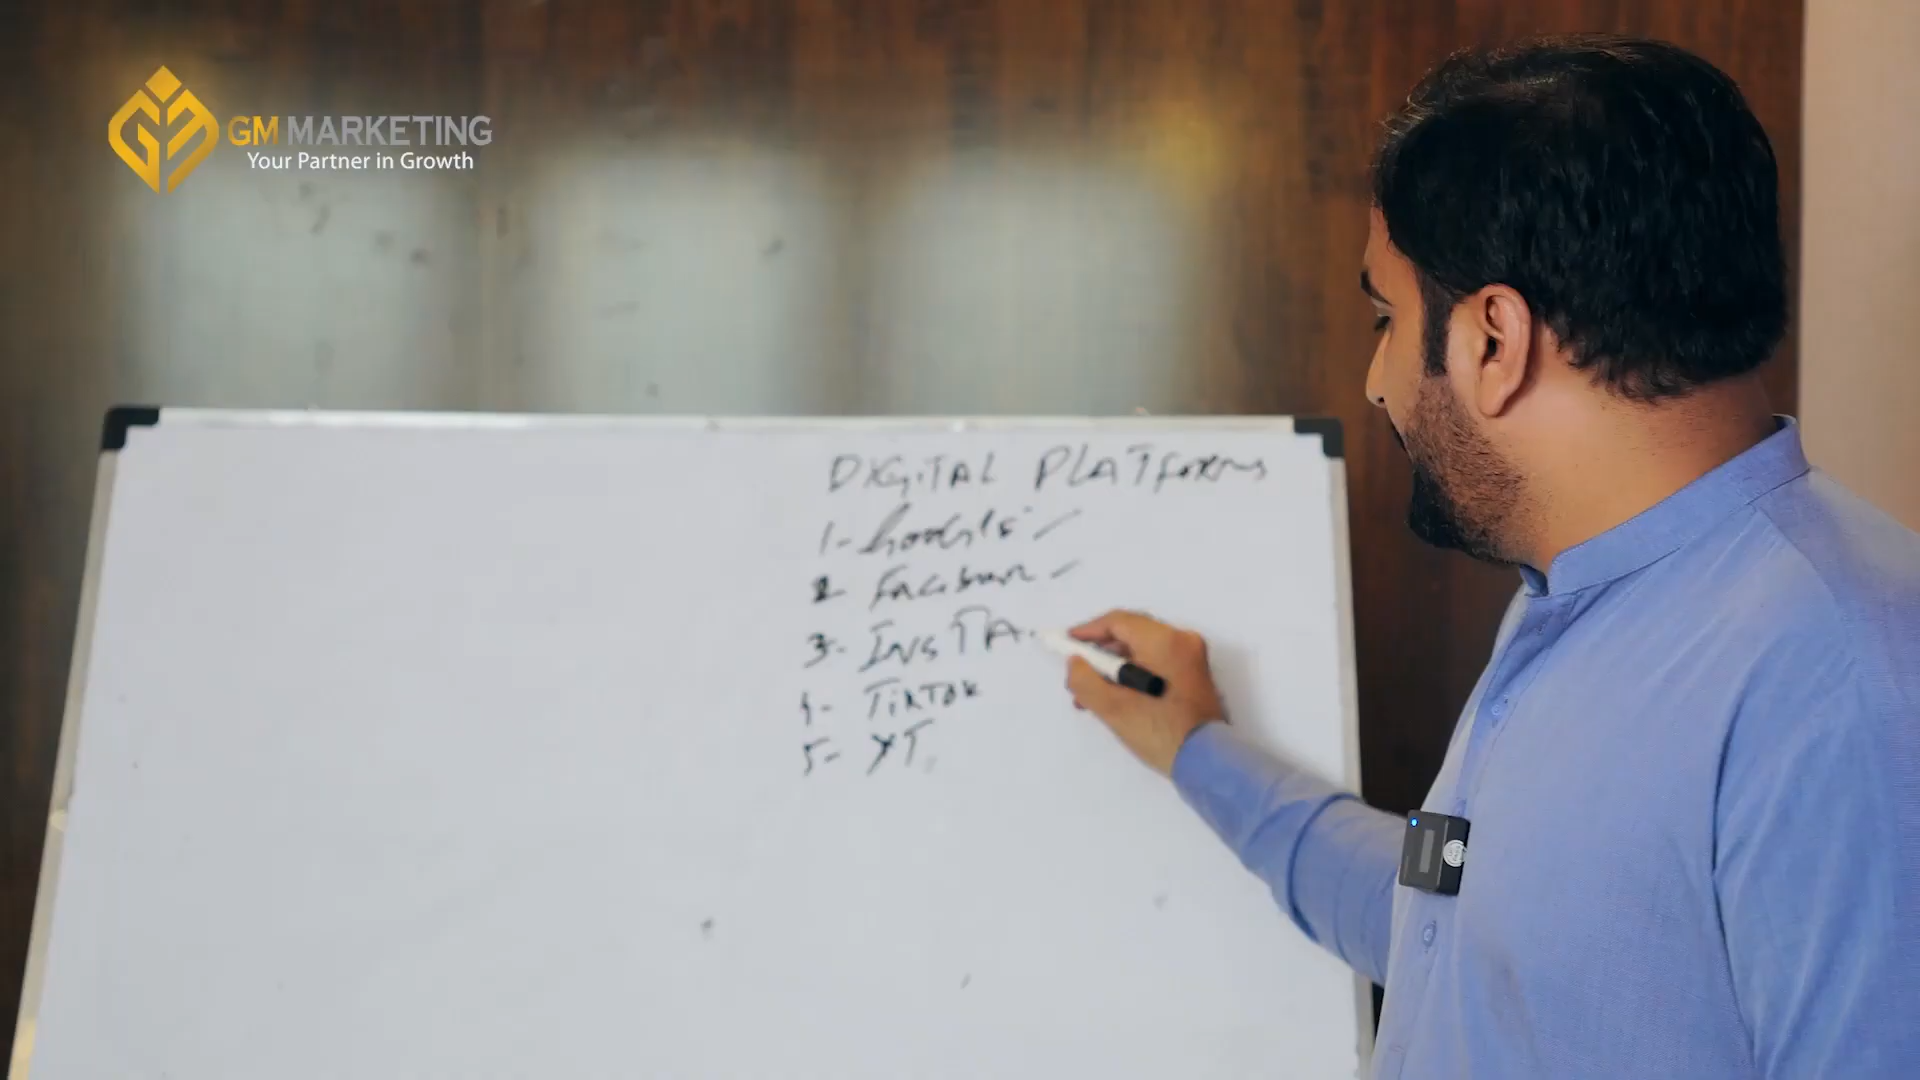 GM MARKETING
Your Partner in Growth
DIGITAL PLATFORMS
1- Google
2- Facebook
3- INSTA.
4- TIKTOK
5- YT